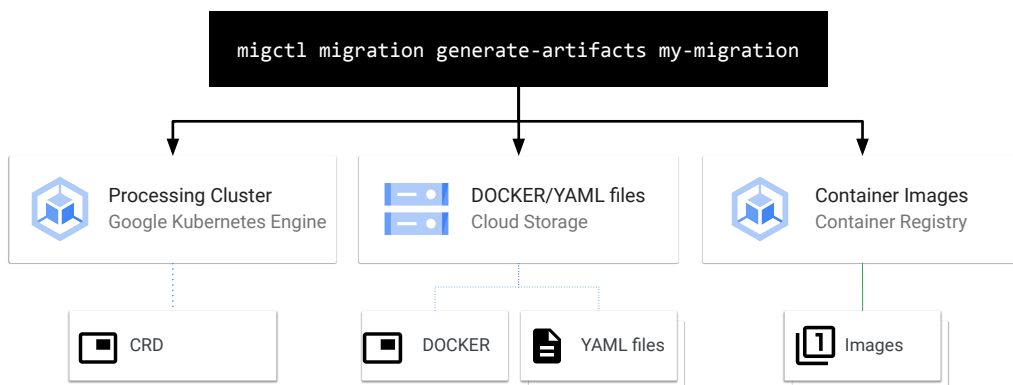 migctl migration generate-artifacts my-migration
Processing Cluster
Google Kubernetes Engine
DOCKER/YAML files
Cloud Storage
Container Images
Container Registry
CRD
DOCKER
YAML files
1
Images